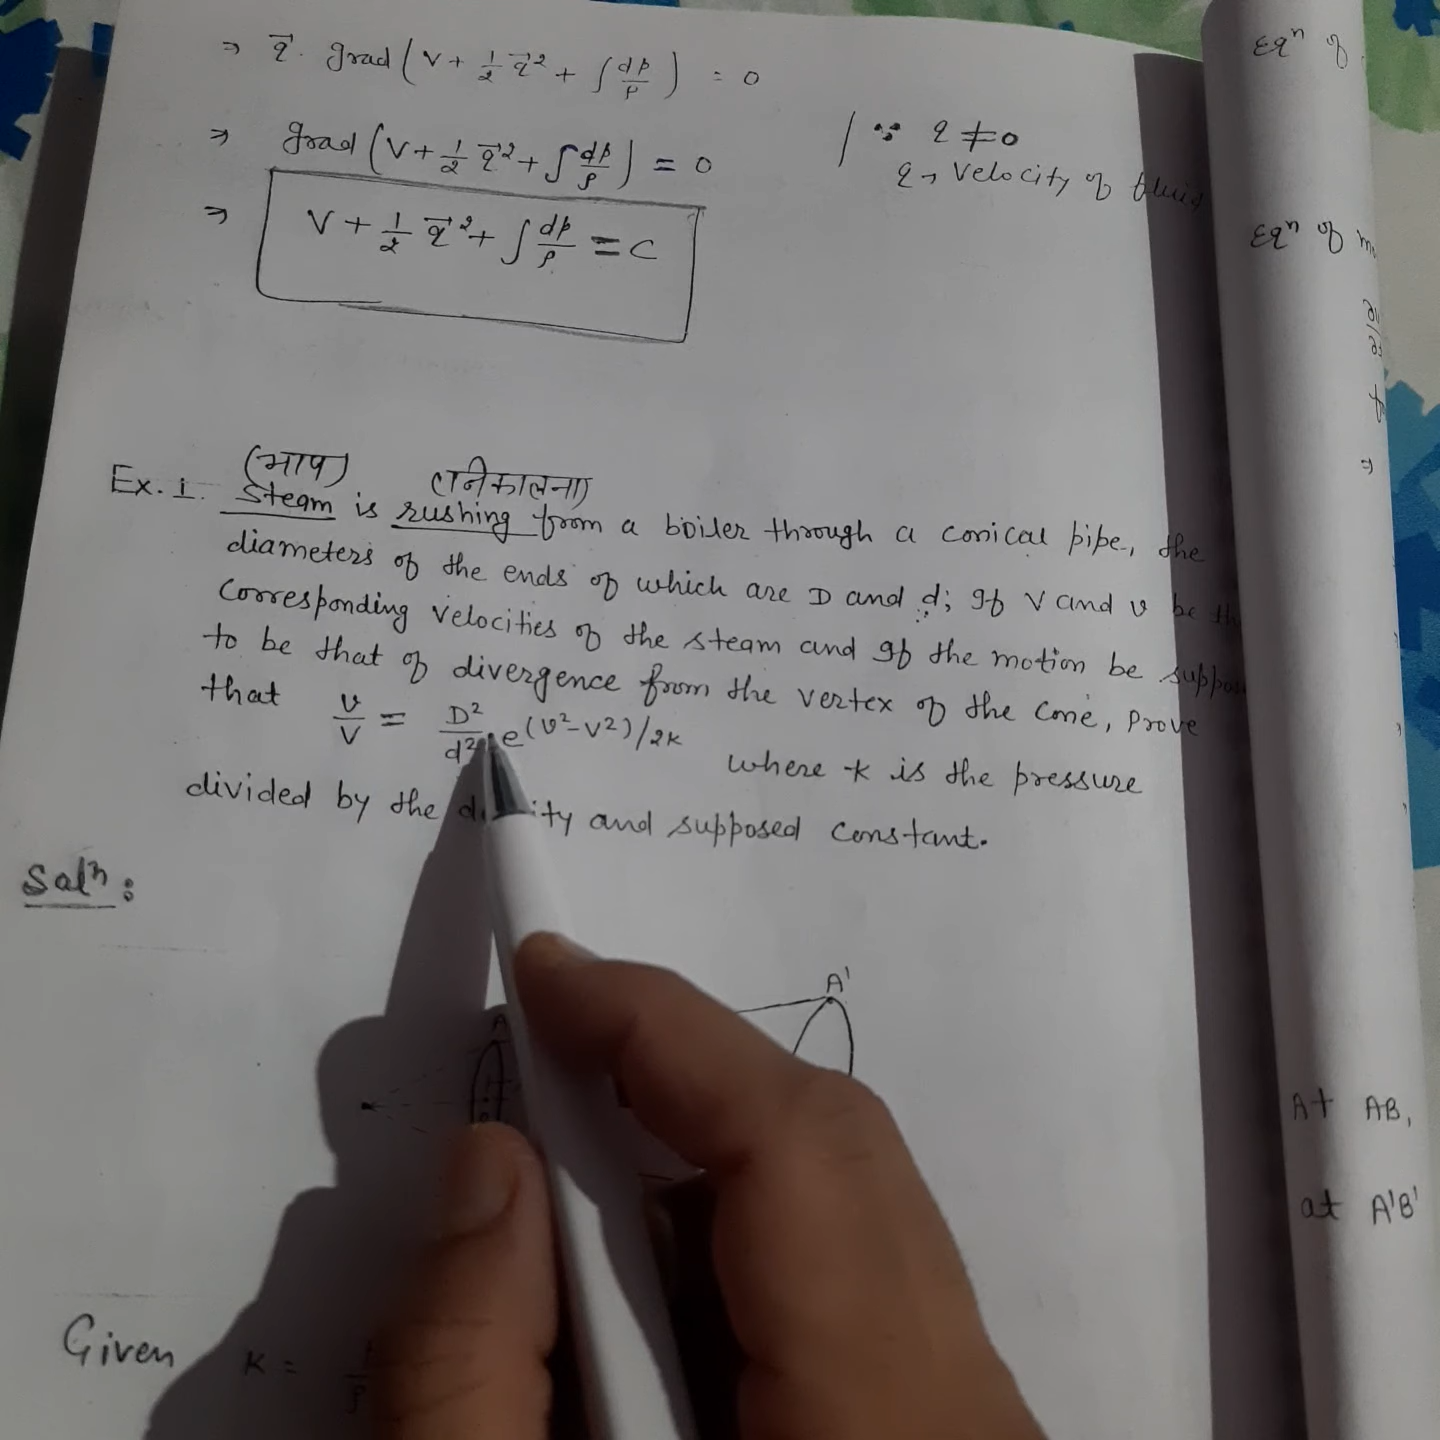 ⇒ q⃗. grad(V + 1/2 q⃗² + ∫dp/ρ) = 0
⇒ grad(V + 1/2 q⃗² + ∫dp/ρ) = 0 / ∵ q ≠ 0
q → Velocity of fluid
⇒ V + 1/2 q⃗² + ∫dp/ρ = C
(भाप) (निकालना)
Ex. 1. Steam is rushing from a boiler through a conical pipe, the
diameters of the ends of which are D and d; If V and v be the
corresponding velocities of the steam and If the motion be suppos
to be that of divergence from the vertex of the cone, Prove
that v/V = D²/d² e^(v²-V²)/2K where k is the pressure
divided by the and supposed constant.
Solⁿ:
A'
A
Given K =
Eqⁿ of
Eqⁿ of
At AB,
at A'B'